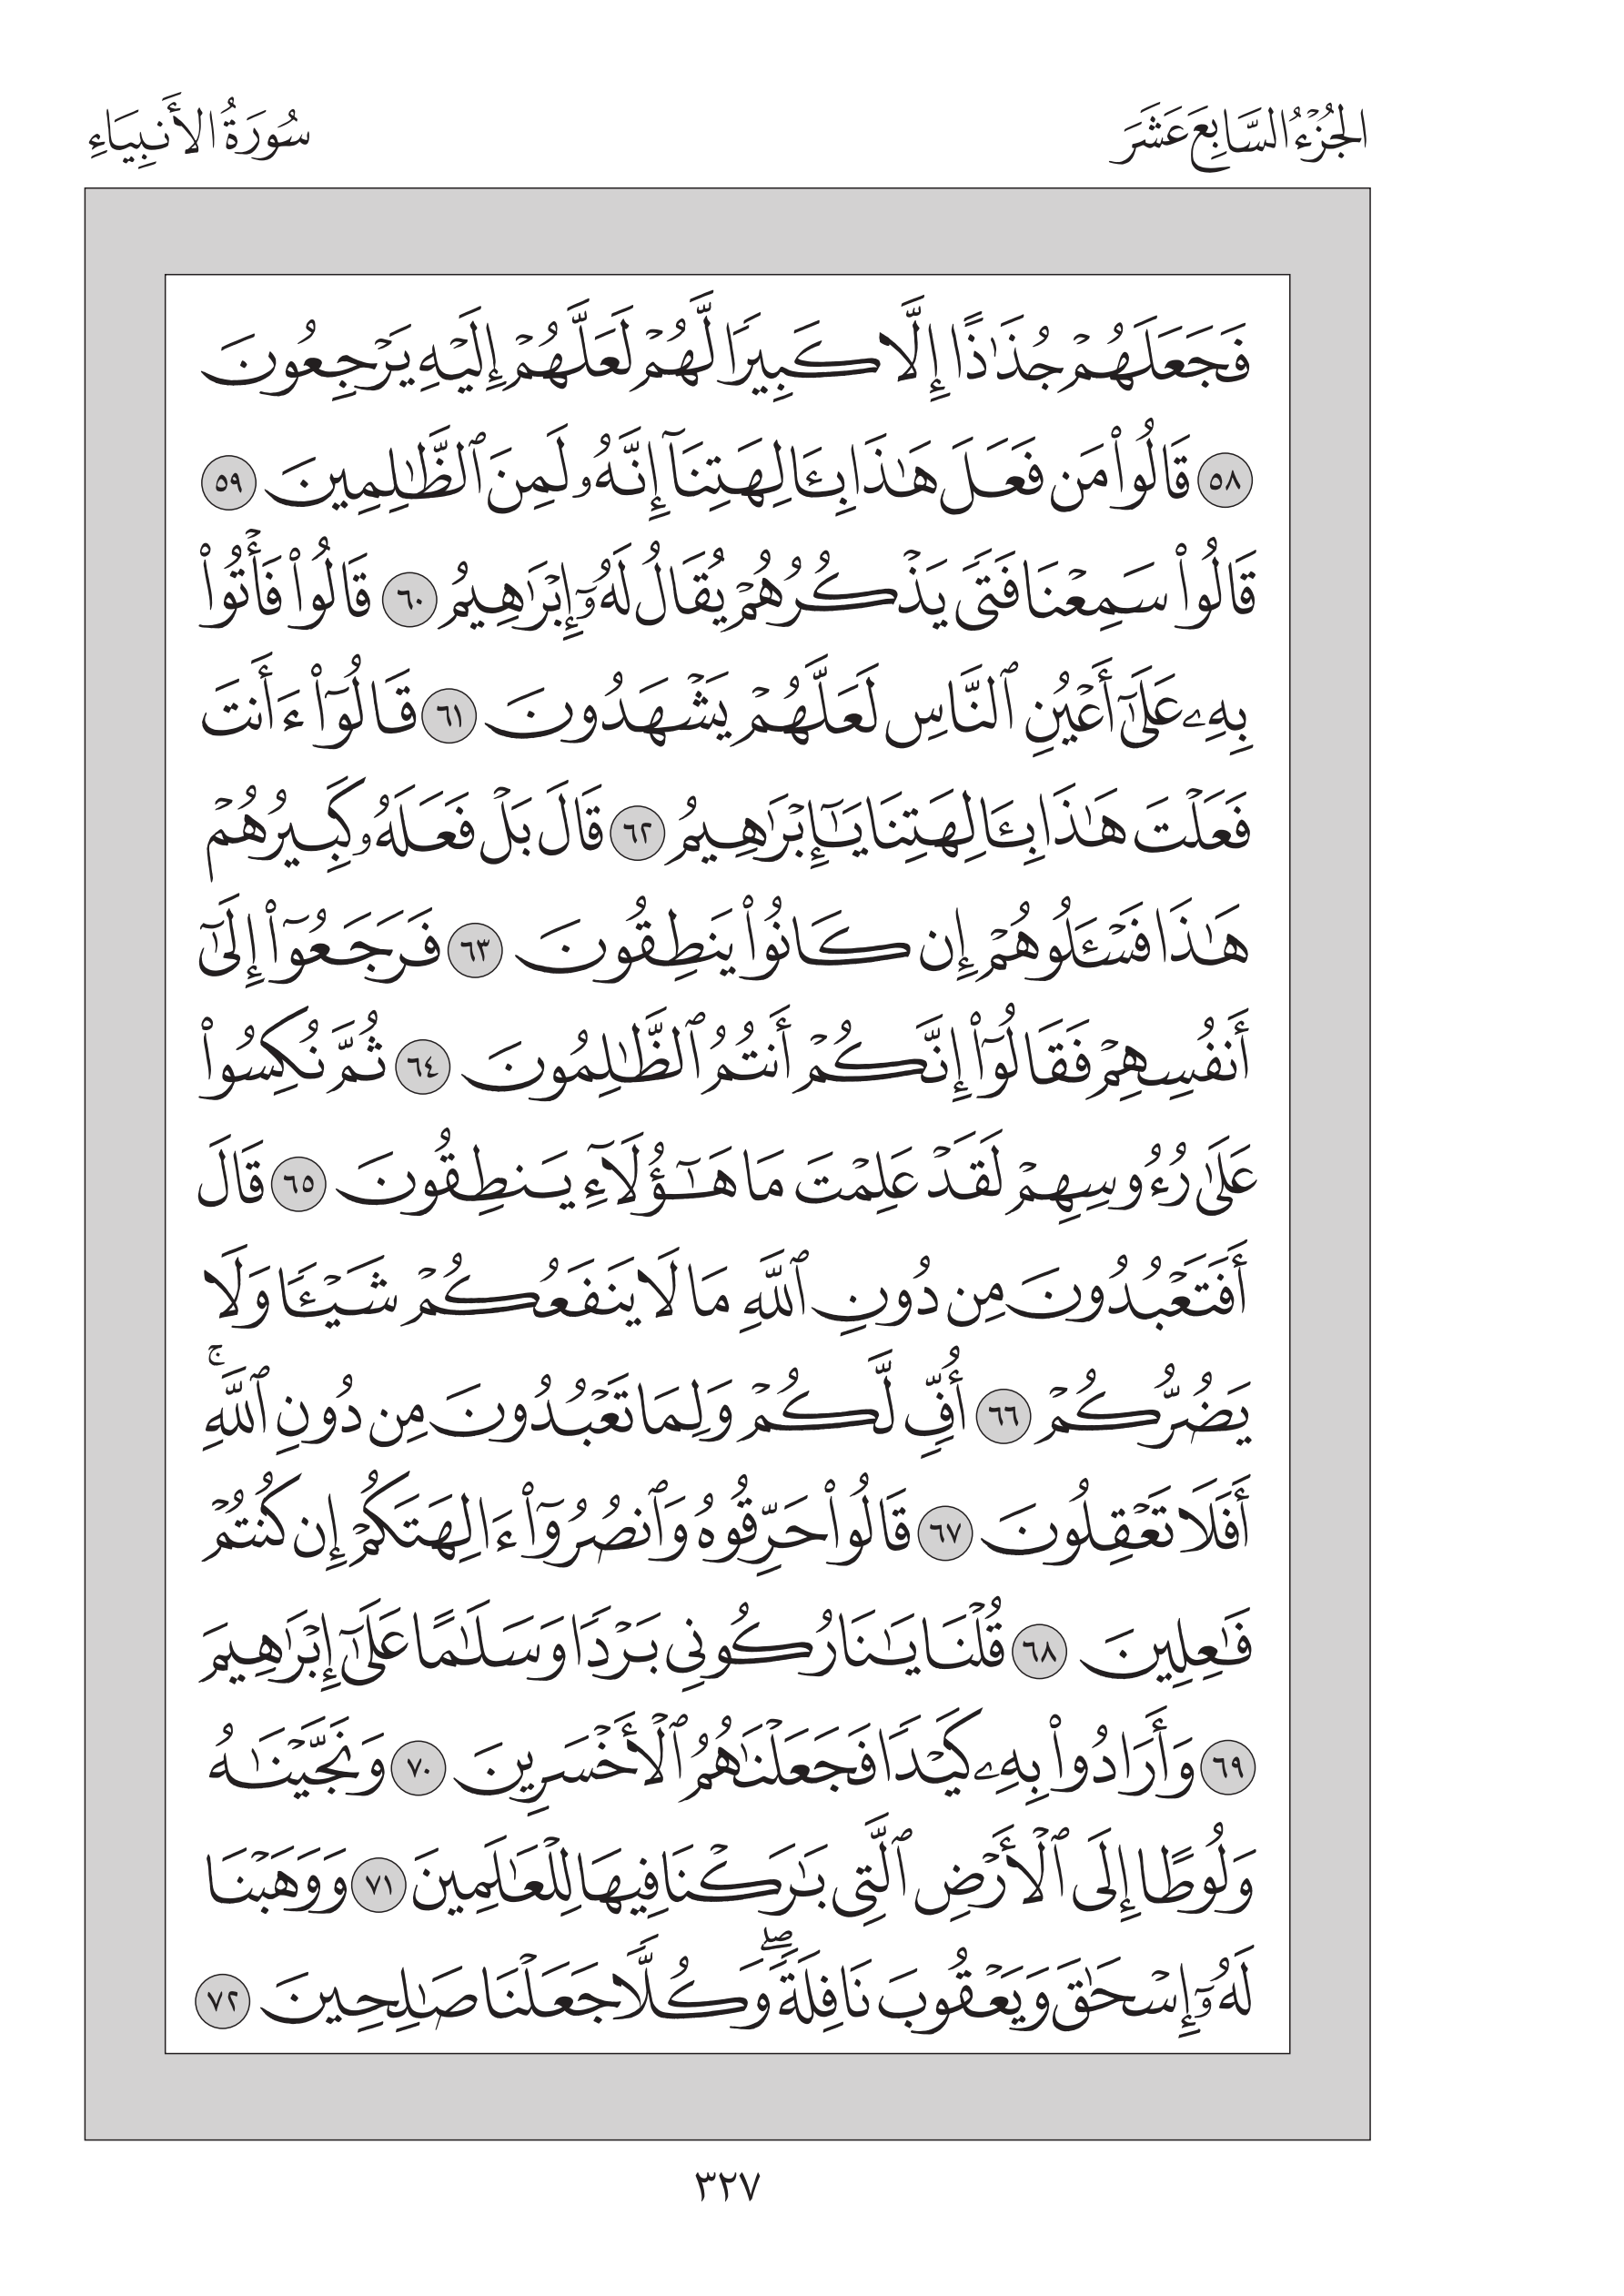 الجُزْءُ السَّابِعَ عَشَرَ
سُورَةُ الأَنبِيَاءِ
فَجَعَلَهُمْ جُذَٰذًا إِلَّا كَبِيرًا لَّهُمْ لَعَلَّهُمْ إِلَيْهِ يَرْجِعُونَ
٥٨ قَالُوا۟ مَن فَعَلَ هَـٰذَا بِـَٔالِهَتِنَآ إِنَّهُۥ لَمِنَ ٱلظَّـٰلِمِينَ ٥٩
قَالُوا۟ سَمِعْنَا فَتًى يَذْكُرُهُمْ يُقَالُ لَهُۥٓ إِبْرَٰهِيمُ ٦٠ قَالُوا۟ فَأْتُوا۟
بِهِۦ عَلَىٰٓ أَعْيُنِ ٱلنَّاسِ لَعَلَّهُمْ يَشْهَدُونَ ٦١ قَالُوٓا۟ ءَأَنتَ
فَعَلْتَ هَـٰذَا بِـَٔالِهَتِنَا يَـٰٓإِبْرَٰهِيمُ ٦٢ قَالَ بَلْ فَعَلَهُۥ كَبِيرُهُمْ
هَـٰذَا فَسْـَٔلُوهُمْ إِن كَانُوا۟ يَنطِقُونَ ٦٣ فَرَجَعُوٓا۟ إِلَىٰٓ
أَنفُسِهِمْ فَقَالُوٓا۟ إِنَّكُمْ أَنتُمُ ٱلظَّـٰلِمُونَ ٦٤ ثُمَّ نُكِسُوا۟
عَلَىٰ رُءُوسِهِمْ لَقَدْ عَلِمْتَ مَا هَـٰٓؤُلَآءِ يَنطِقُونَ ٦٥ قَالَ
أَفَتَعْبُدُونَ مِن دُونِ ٱللَّهِ مَا لَا يَنفَعُكُمْ شَيْـًٔا وَلَا
يَضُرُّكُمْ ٦٦ أُفٍّ لَّكُمْ وَلِمَا تَعْبُدُونَ مِن دُونِ ٱللَّهِ ۚ
أَفَلَا تَعْقِلُونَ ٦٧ قَالُوا۟ حَرِّقُوهُ وَٱنصُرُوٓا۟ ءَالِهَتَكُمْ إِن كُنتُمْ
فَـٰعِلِينَ ٦٨ قُلْنَا يَـٰنَارُ كُونِى بَرْدًا وَسَلَـٰمًا عَلَىٰٓ إِبْرَٰهِيمَ
٦٩ وَأَرَادُوا۟ بِهِۦ كَيْدًا فَجَعَلْنَـٰهُمُ ٱلْأَخْسَرِينَ ٧٠ وَنَجَّيْنَـٰهُ
وَلُوطًا إِلَى ٱلْأَرْضِ ٱلَّتِى بَـٰرَكْنَا فِيهَا لِلْعَـٰلَمِينَ ٧١ وَوَهَبْنَا
لَهُۥٓ إِسْحَـٰقَ وَيَعْقُوبَ نَافِلَةً ۖ وَكُلًّا جَعَلْنَا صَـٰلِحِينَ ٧٢
٣٢٧